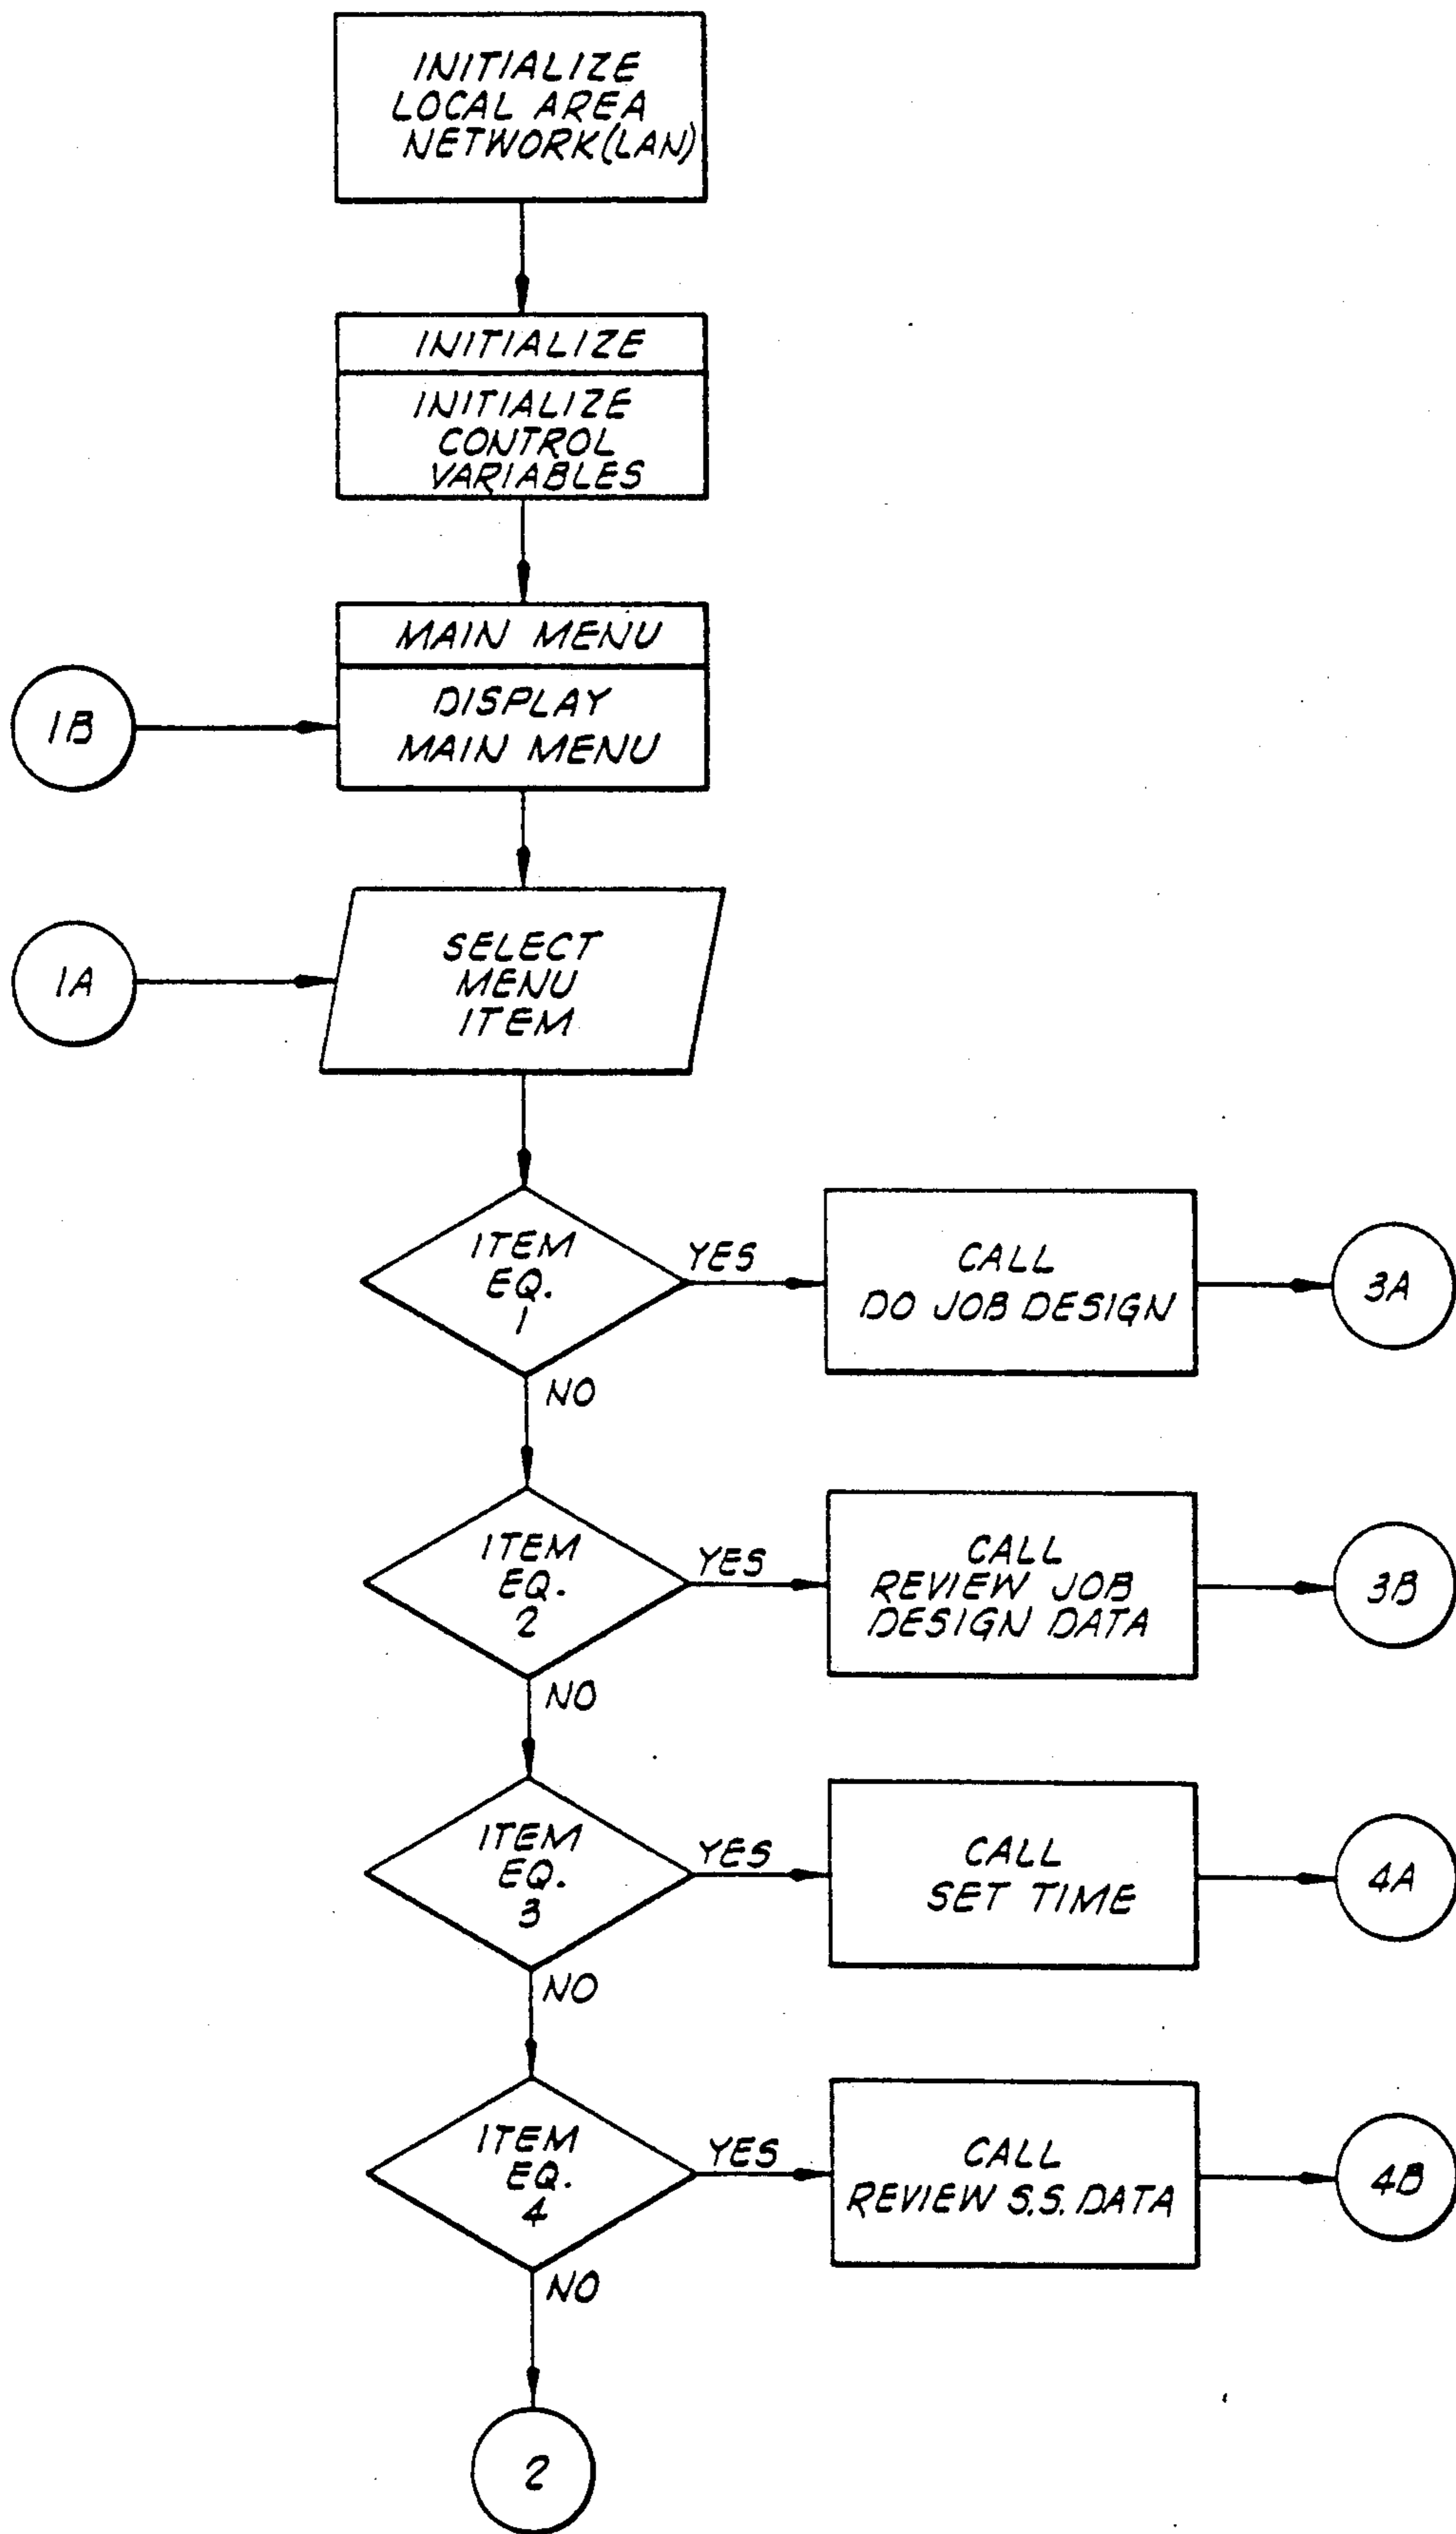 INITIALIZE
LOCAL AREA
NETWORK(LAN)
INITIALIZE
INITIALIZE
CONTROL
VARIABLES
MAIN MENU
1B
DISPLAY
MAIN MENU
1A
SELECT
MENU
ITEM
ITEM
EQ.
1
YES
CALL
DO JOB DESIGN
3A
NO
ITEM
EQ.
2
YES
CALL
REVIEW JOB
DESIGN DATA
3B
NO
ITEM
EQ.
3
YES
CALL
SET TIME
4A
NO
ITEM
EQ.
4
YES
CALL
REVIEW S.S. DATA
4B
NO
2